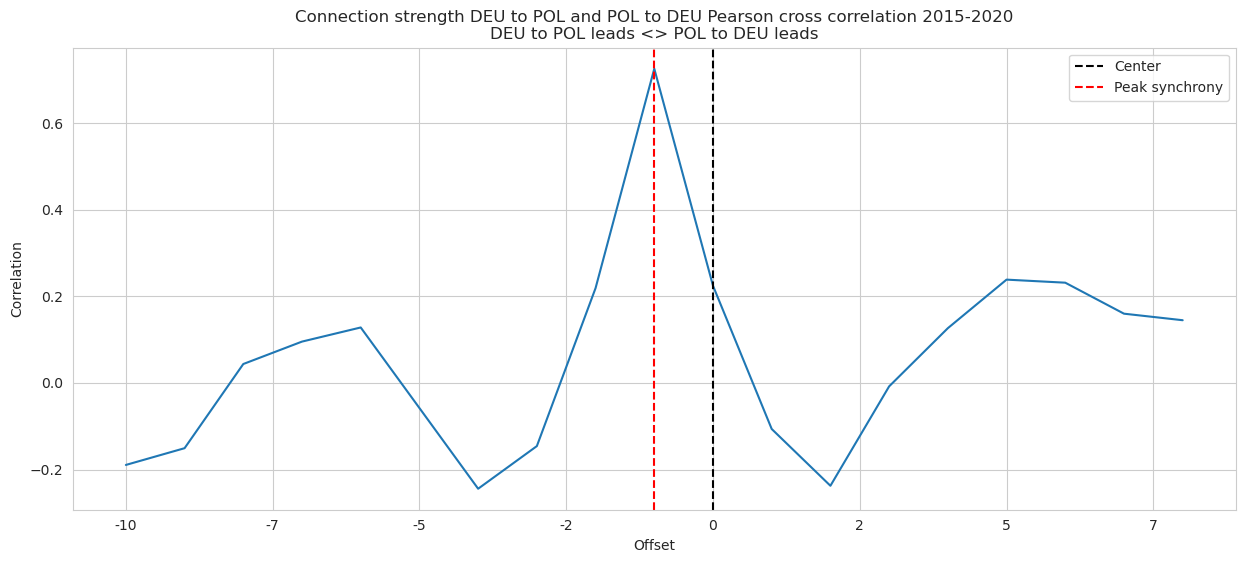 Connection strength DEU to POL and POL to DEU Pearson cross correlation 2015-2020
DEU to POL leads <> POL to DEU leads
Center
Peak synchrony
Correlation
0.6
0.4
0.2
0.0
−0.2
-10 -7 -5 -2 0 2 5 7
Offset